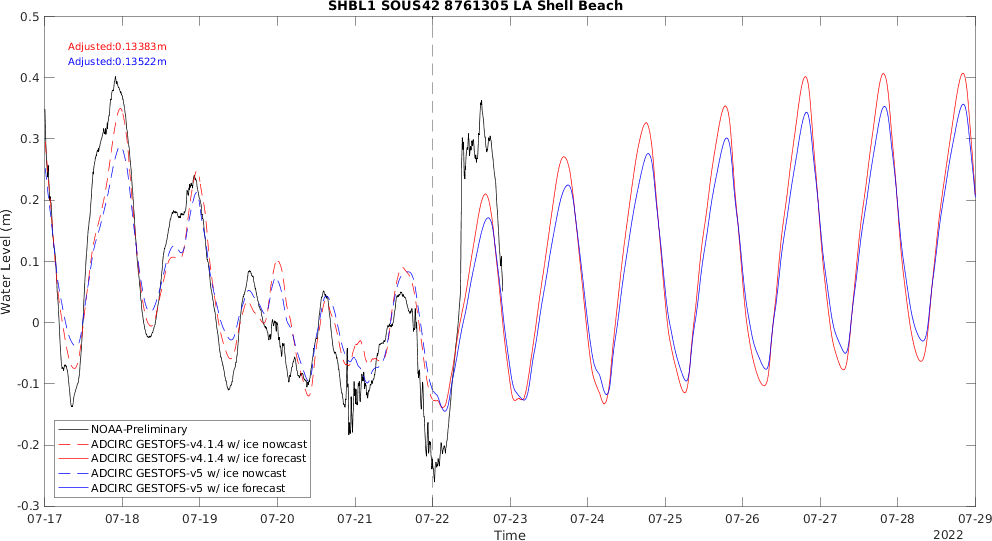 SHBL1 SOUS42 8761305 LA Shell Beach
Adjusted:0.13383m
Adjusted:0.13522m
0.5
0.4
0.3
0.2
0.1
0
-0.1
-0.2
-0.3
Water Level (m)
NOAA-Preliminary
ADCIRC GESTOFS-v4.1.4 w/ ice nowcast
ADCIRC GESTOFS-v4.1.4 w/ ice forecast
ADCIRC GESTOFS-v5 w/ ice nowcast
ADCIRC GESTOFS-v5 w/ ice forecast
07-17 07-18 07-19 07-20 07-21 07-22 07-23 07-24 07-25 07-26 07-27 07-28 07-29
Time
2022